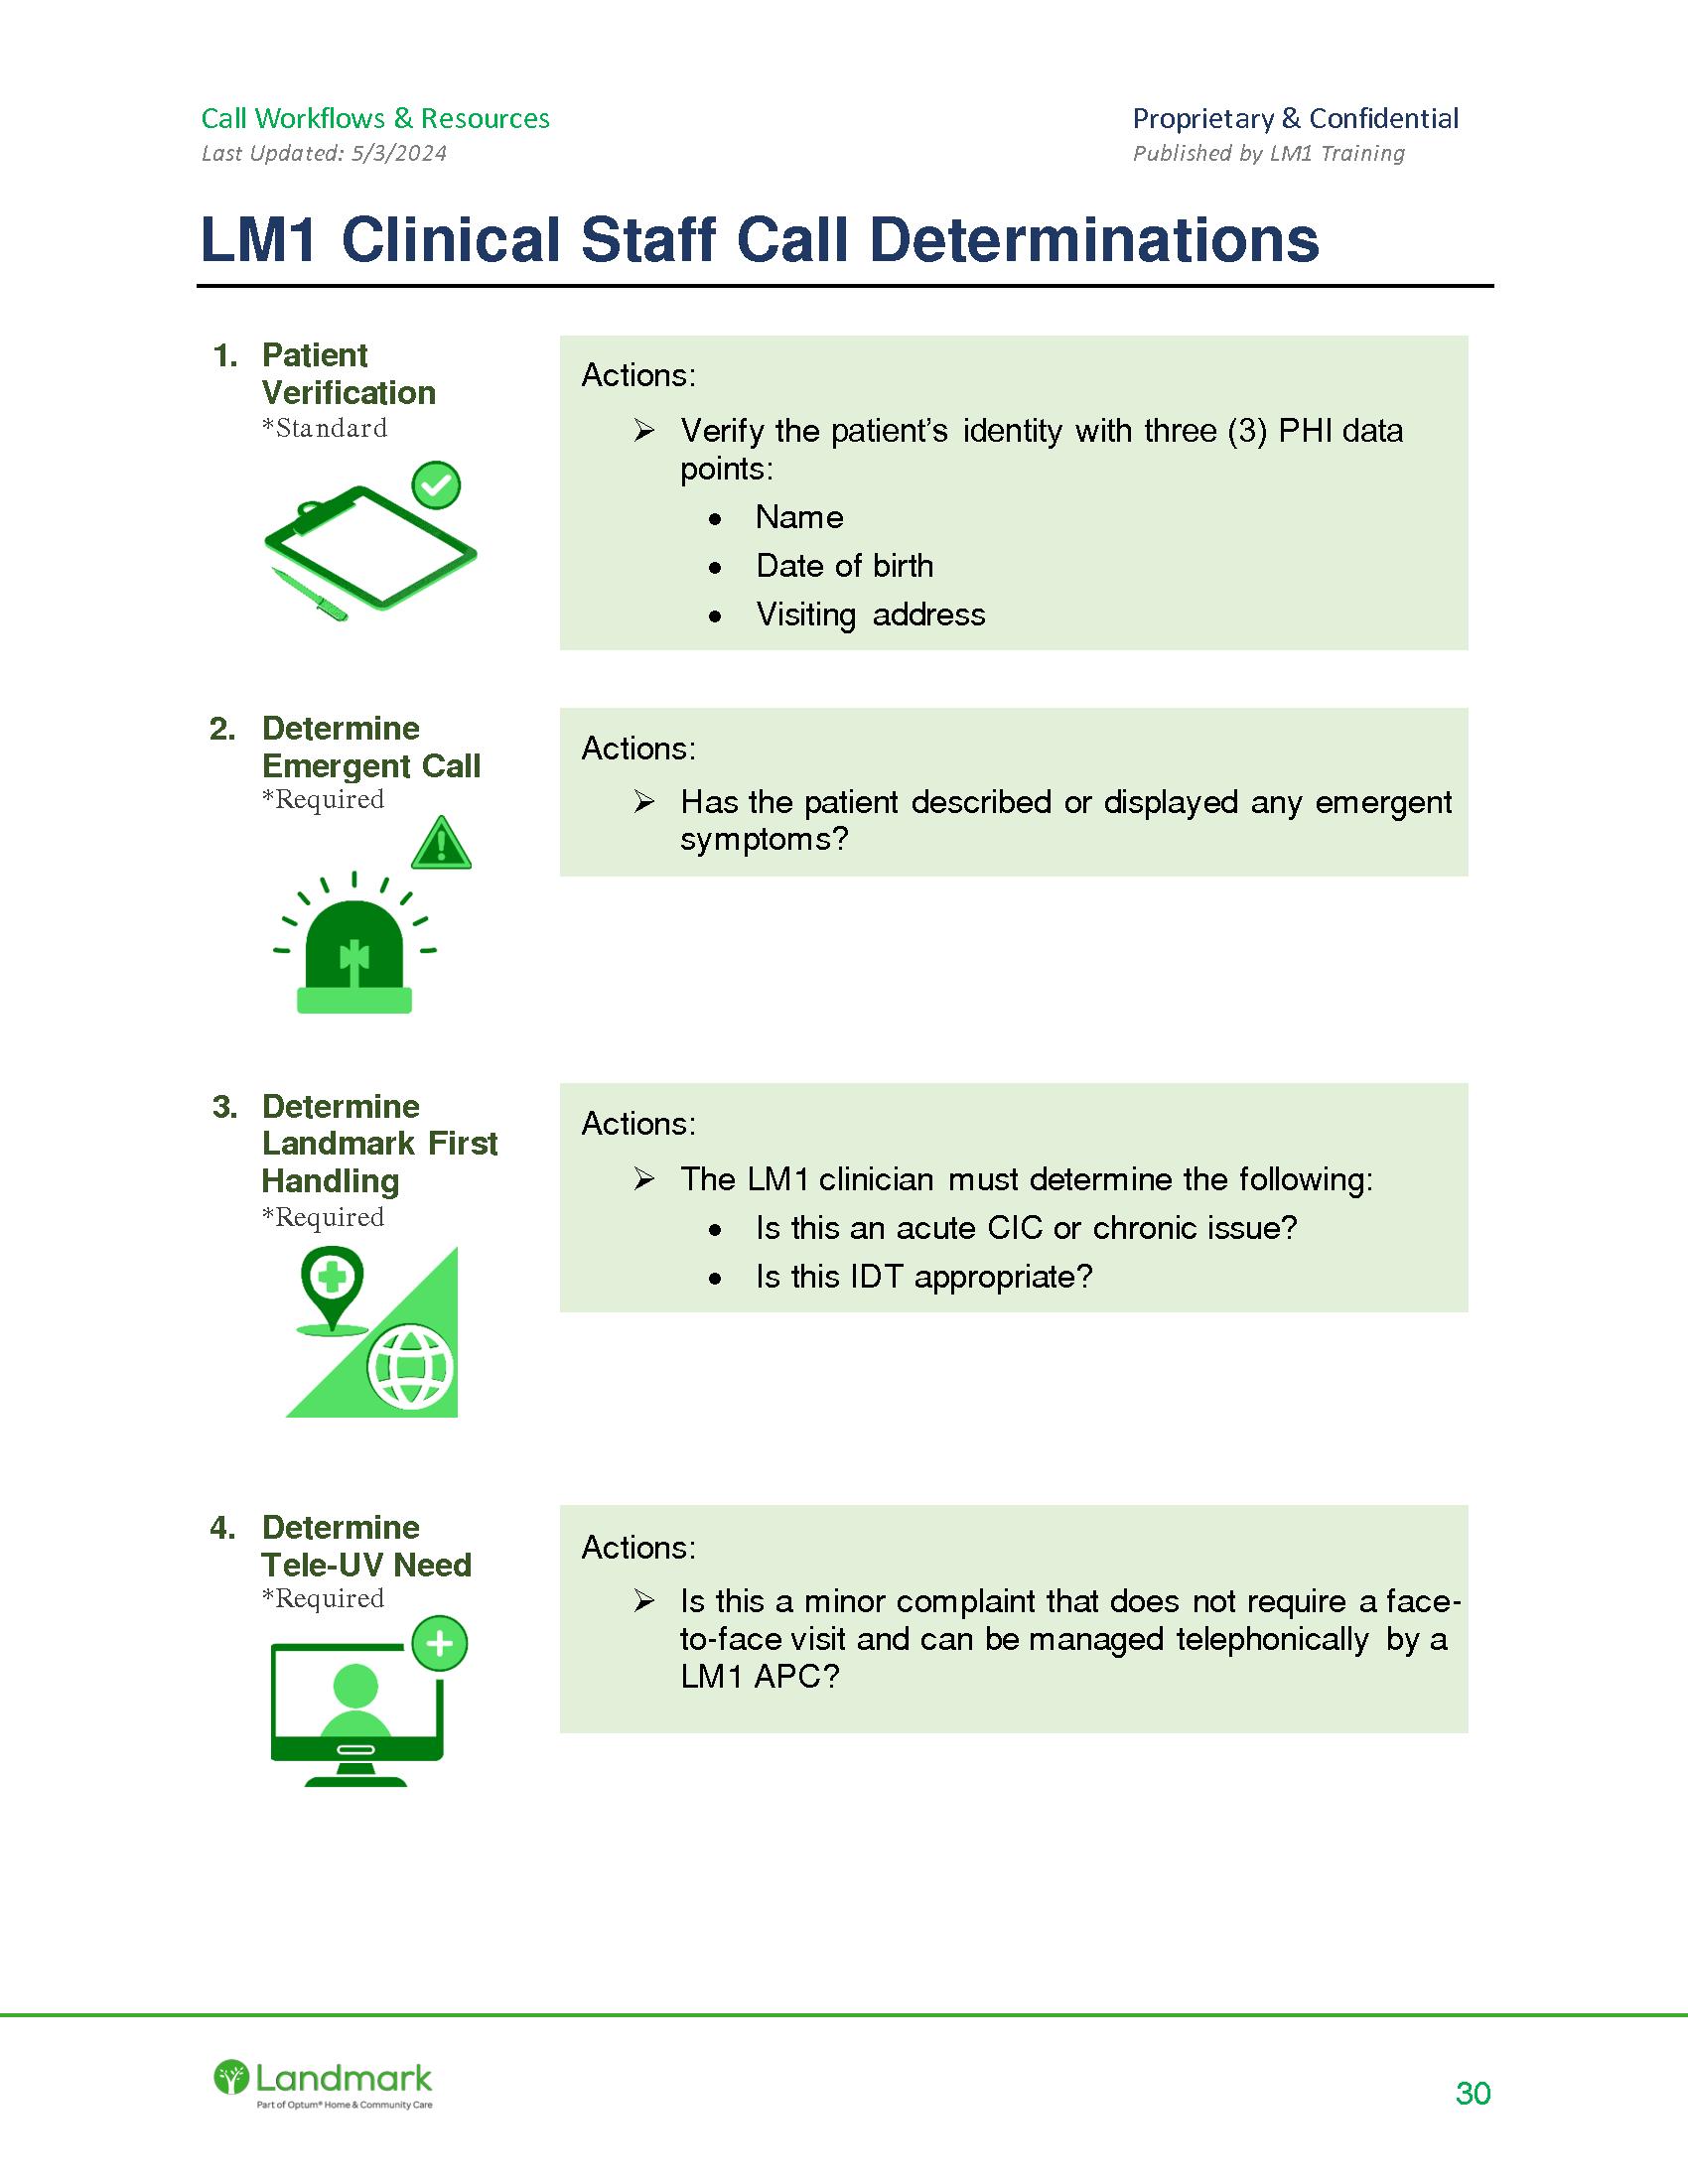 Call Workflows & Resources
Last Updated: 5/3/2024
Proprietary & Confidential
Published by LM1 Training
LM1 Clinical Staff Call Determinations
1. Patient
Verification
*Standard
Actions:
➢ Verify the patient’s identity with three (3) PHI data
points:
• Name
• Date of birth
• Visiting address
2. Determine
Emergent Call
*Required
Actions:
➢ Has the patient described or displayed any emergent
symptoms?
3. Determine
Landmark First
Handling
*Required
Actions:
➢ The LM1 clinician must determine the following:
• Is this an acute CIC or chronic issue?
• Is this IDT appropriate?
4. Determine
Tele-UV Need
*Required
Actions:
➢ Is this a minor complaint that does not require a face-
to-face visit and can be managed telephonically by a
LM1 APC?
Landmark
Part of Optum® Home & Community Care
30